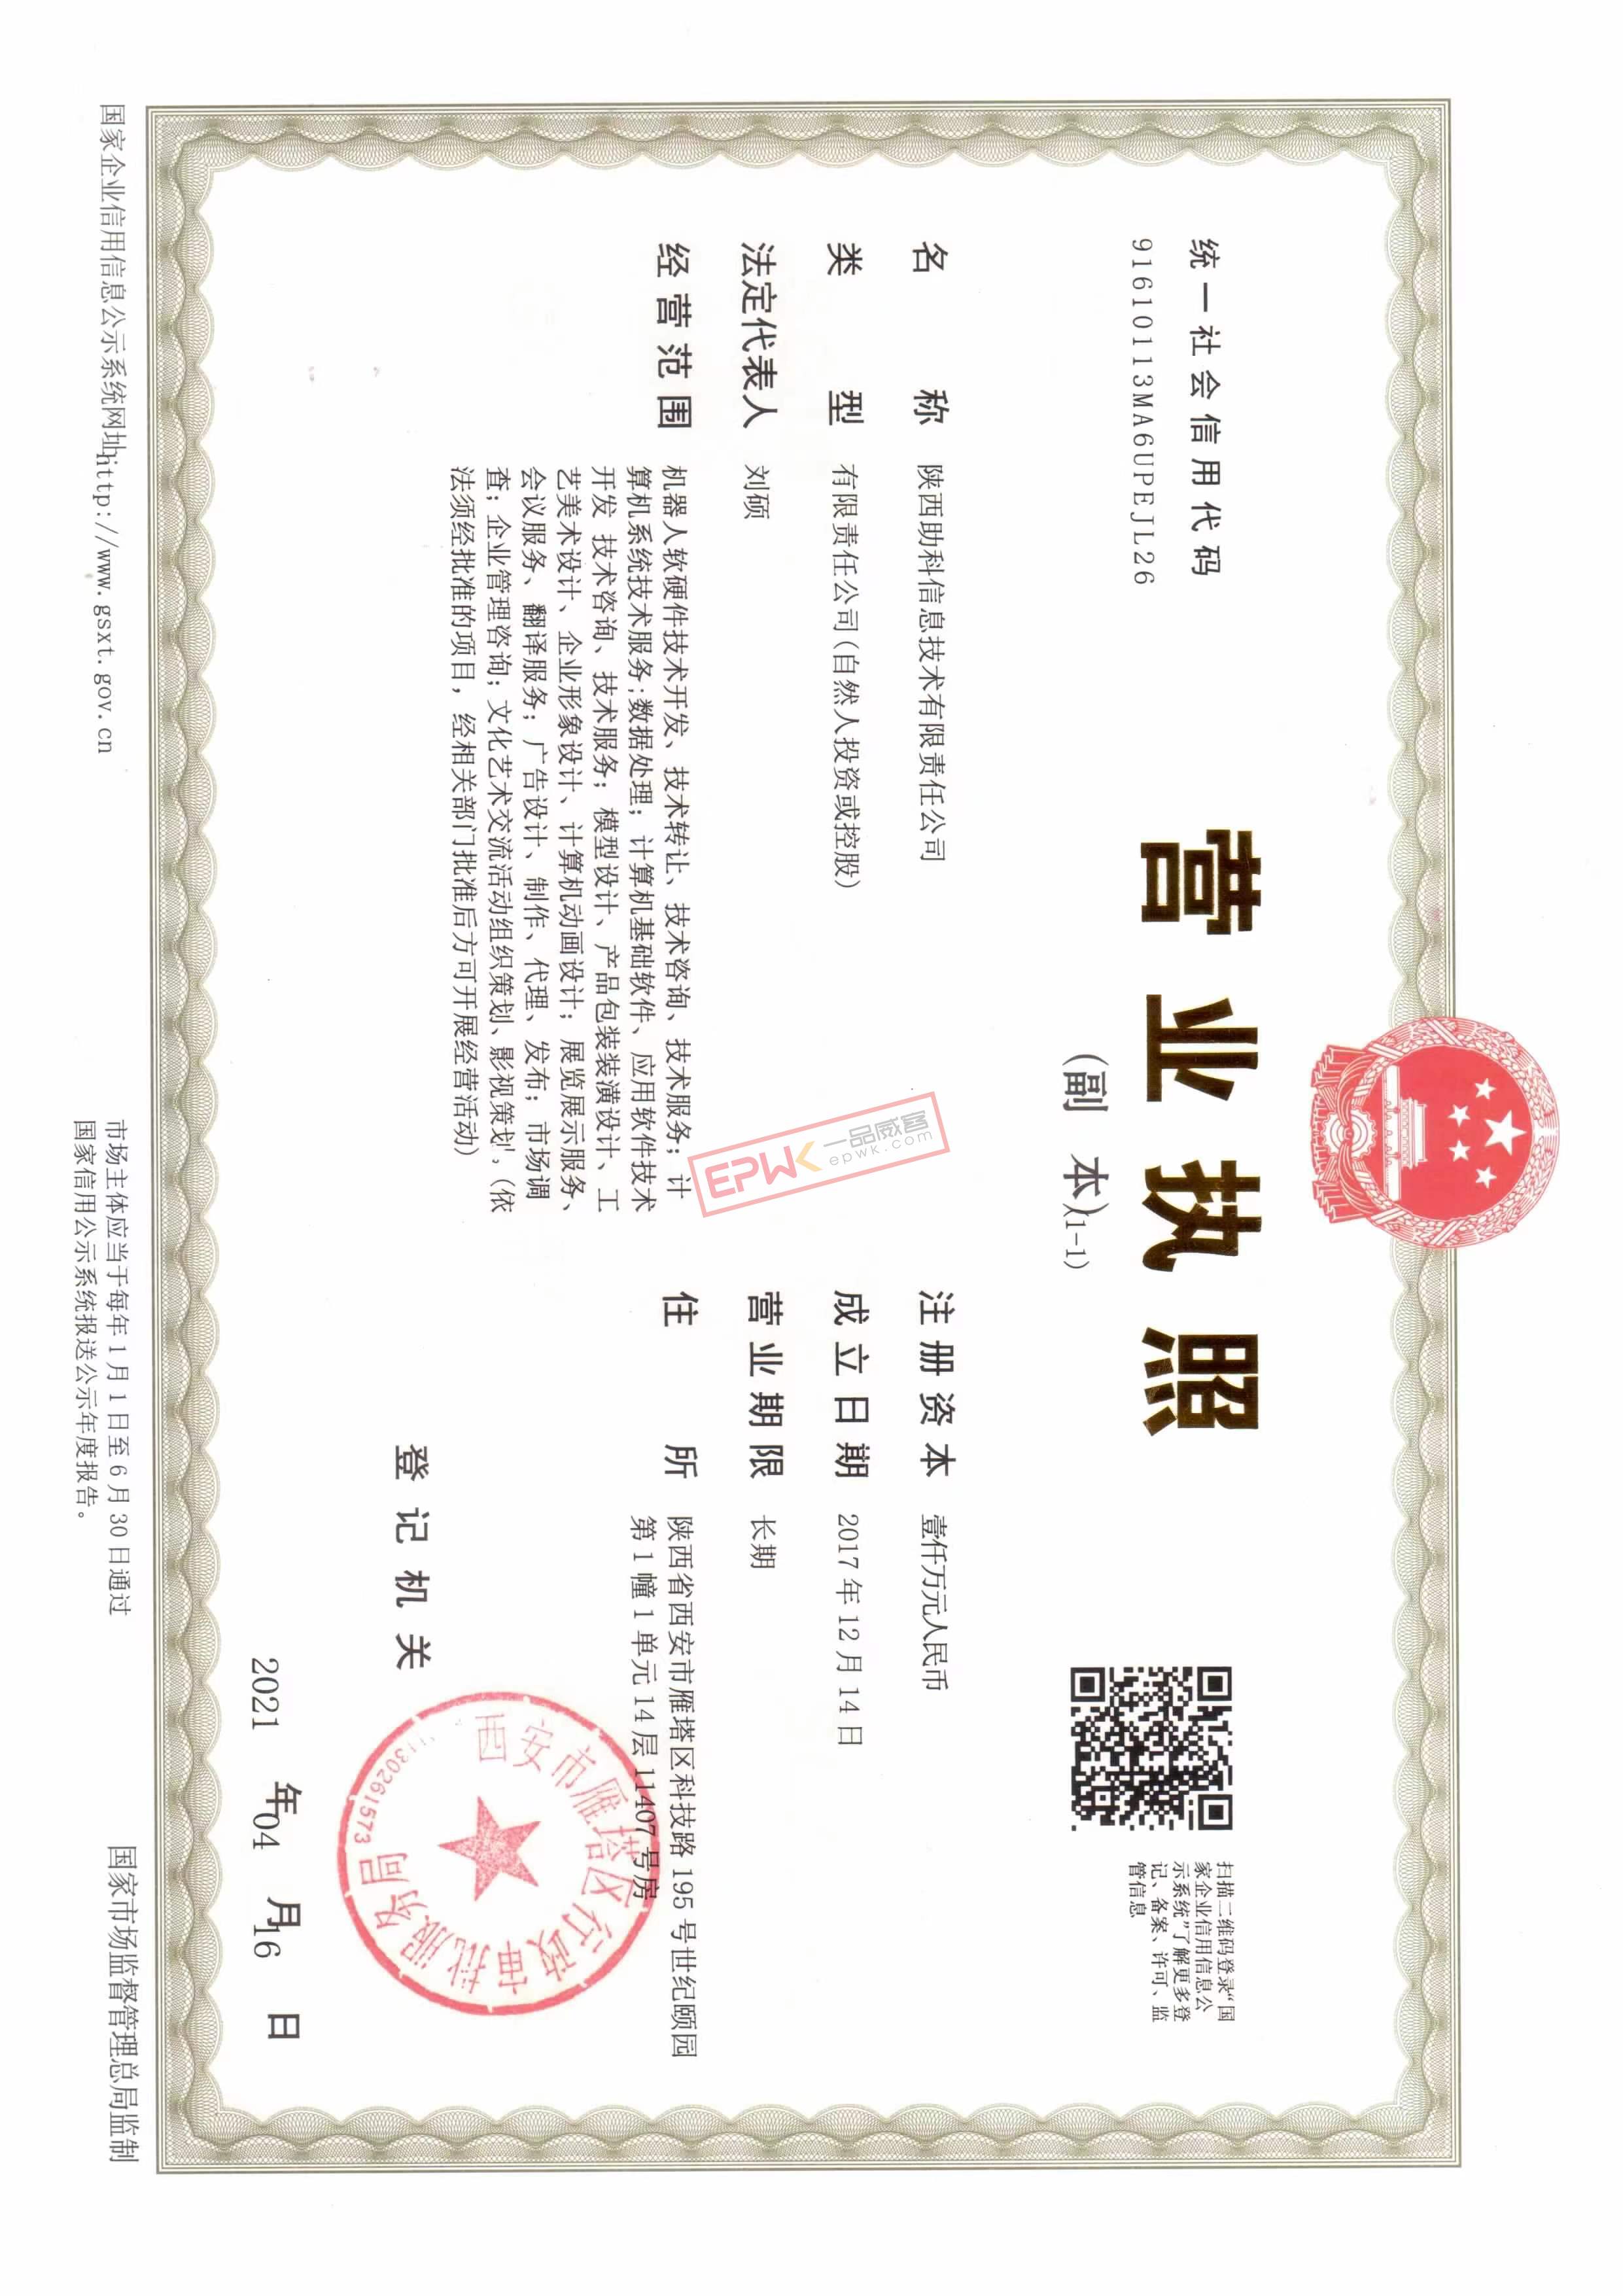 统一社会信用代码
91610113MA6UPEJL26
营业执照
(副 本)(1-1)
扫描二维码登录“国
家企业信用信息公
示系统”了解更多登
记、备案、许可、监
管信息
名 称 陕西助科信息技术有限责任公司
类 型 有限责任公司(自然人投资或控股)
法定代表人 刘硕
经营范围 机器人软硬件技术开发、技术转让、技术咨询、技术服务；计
算机系统技术服务;数据处理；计算机基础软件、应用软件技术
开发 技术咨询、技术服务；模型设计、产品包装装潢设计、工
艺美术设计、企业形象设计、计算机动画设计；展览展示服务、
会议服务、翻译服务；广告设计、制作、代理、发布；市场调
查；企业管理咨询；文化艺术交流活动组织策划、影视策划，(依
法须经批准的项目，经相关部门批准后方可开展经营活动)
注册资本 壹仟万元人民币
成立日期 2017年12月14日
营业期限 长期
住 所 陕西省西安市雁塔区科技路195号世纪颐园
第1幢1单元14层11407号房
EPWK 一品威客
epwk.com
登记机关
西安市雁塔区行政审批服务局
2021 年04 月16 日
国家企业信用信息公示系统网址http://www.gsxt.gov.cn
市场主体应当于每年1月1日至6月30日通过
国家信用公示系统报送公示年度报告。
国家市场监督管理总局监制